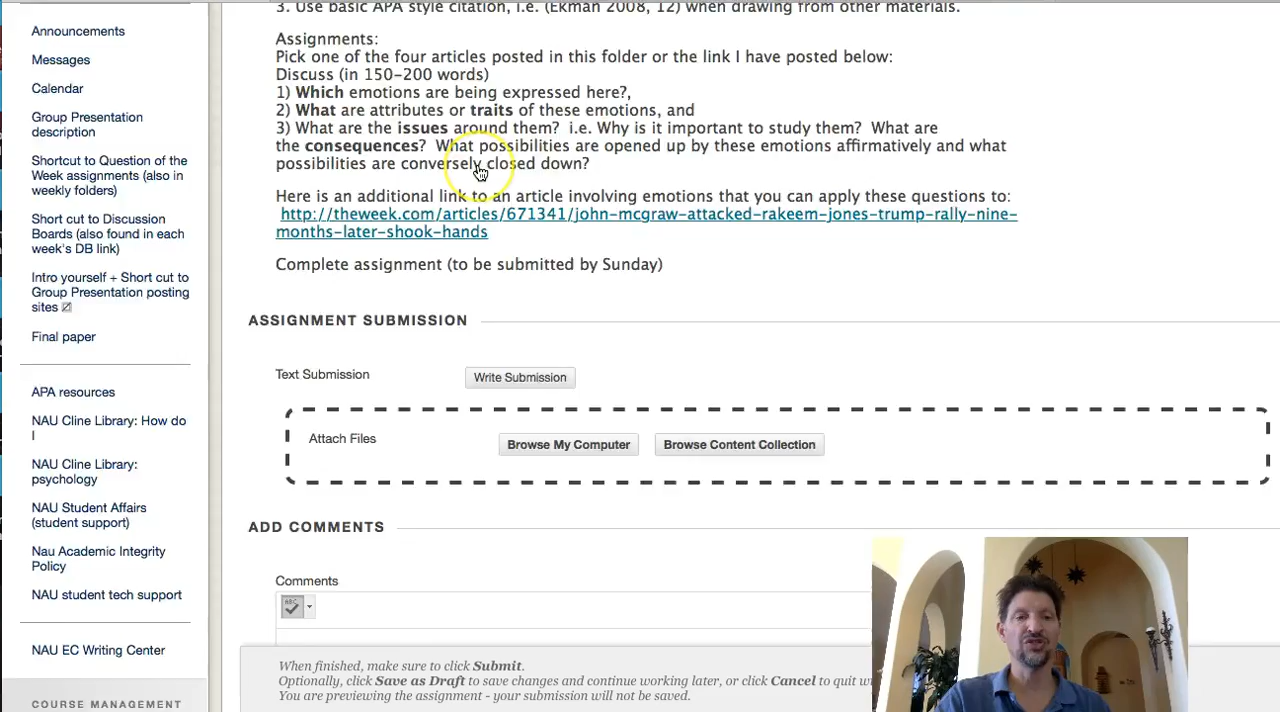 Announcements
Messages
Calendar
Group Presentation
description
Shortcut to Question of the
Week assignments (also in
weekly folders)
Short cut to Discussion
Boards (also found in each
week's DB link)
Intro yourself + Short cut to
Group Presentation posting
sites
Final paper
APA resources
NAU Cline Library: How do
I
NAU Cline Library:
psychology
NAU Student Affairs
(student support)
Nau Academic Integrity
Policy
NAU student tech support
NAU EC Writing Center
COURSE MANAGEMENT
3. Use basic APA style citation, i.e. (Ekman 2008, 12) when drawing from other materials.
Assignments:
Pick one of the four articles posted in this folder or the link I have posted below:
Discuss (in 150-200 words)
1) Which emotions are being expressed here?,
2) What are attributes or traits of these emotions, and
3) What are the issues around them? i.e. Why is it important to study them? What are
the consequences? What possibilities are opened up by these emotions affirmatively and what
possibilities are conversely closed down?
Here is an additional link to an article involving emotions that you can apply these questions to:
http://theweek.com/articles/671341/john-mcgraw-attacked-rakeem-jones-trump-rally-nine-
months-later-shook-hands
Complete assignment (to be submitted by Sunday)
ASSIGNMENT SUBMISSION
Text Submission
Write Submission
Attach Files
Browse My Computer
Browse Content Collection
ADD COMMENTS
Comments
ABC
When finished, make sure to click Submit.
Optionally, click Save as Draft to save changes and continue working later, or click Cancel to quit
You are previewing the assignment - your submission will not be saved.